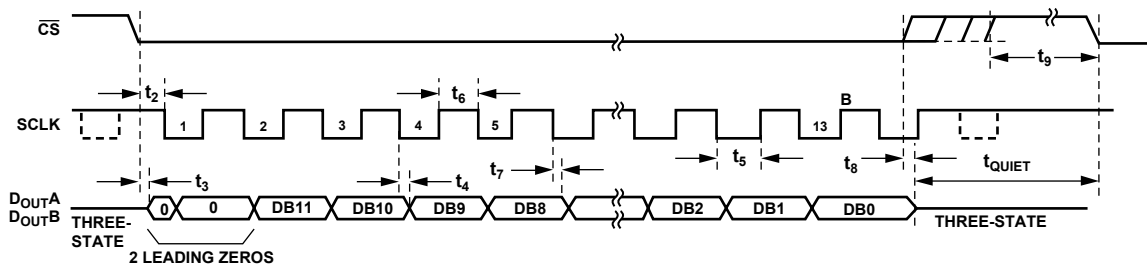 CS
t9
t2
t6
B
SCLK
1
2
3
4
5
13
t3
t4
t7
t5
t8
tQUIET
DOUTA
DOUTB
THREE-
STATE
0
0
DB11
DB10
DB9
DB8
DB2
DB1
DB0
THREE-STATE
2 LEADING ZEROS